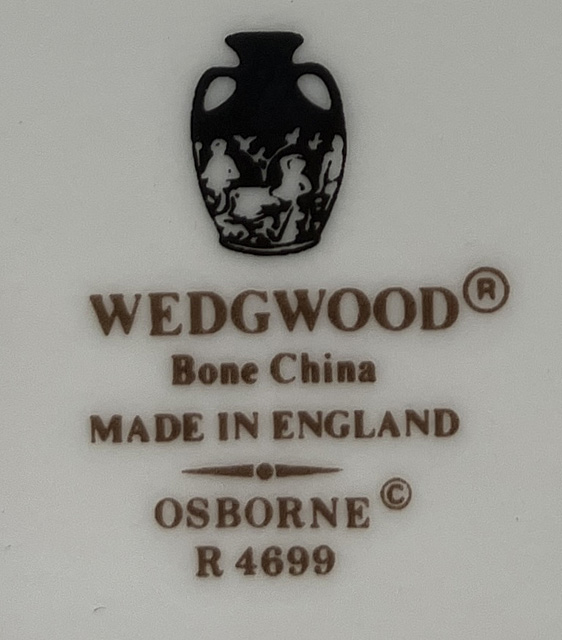 WEDGWOOD®
Bone China
MADE IN ENGLAND
OSBORNE©
R 4699